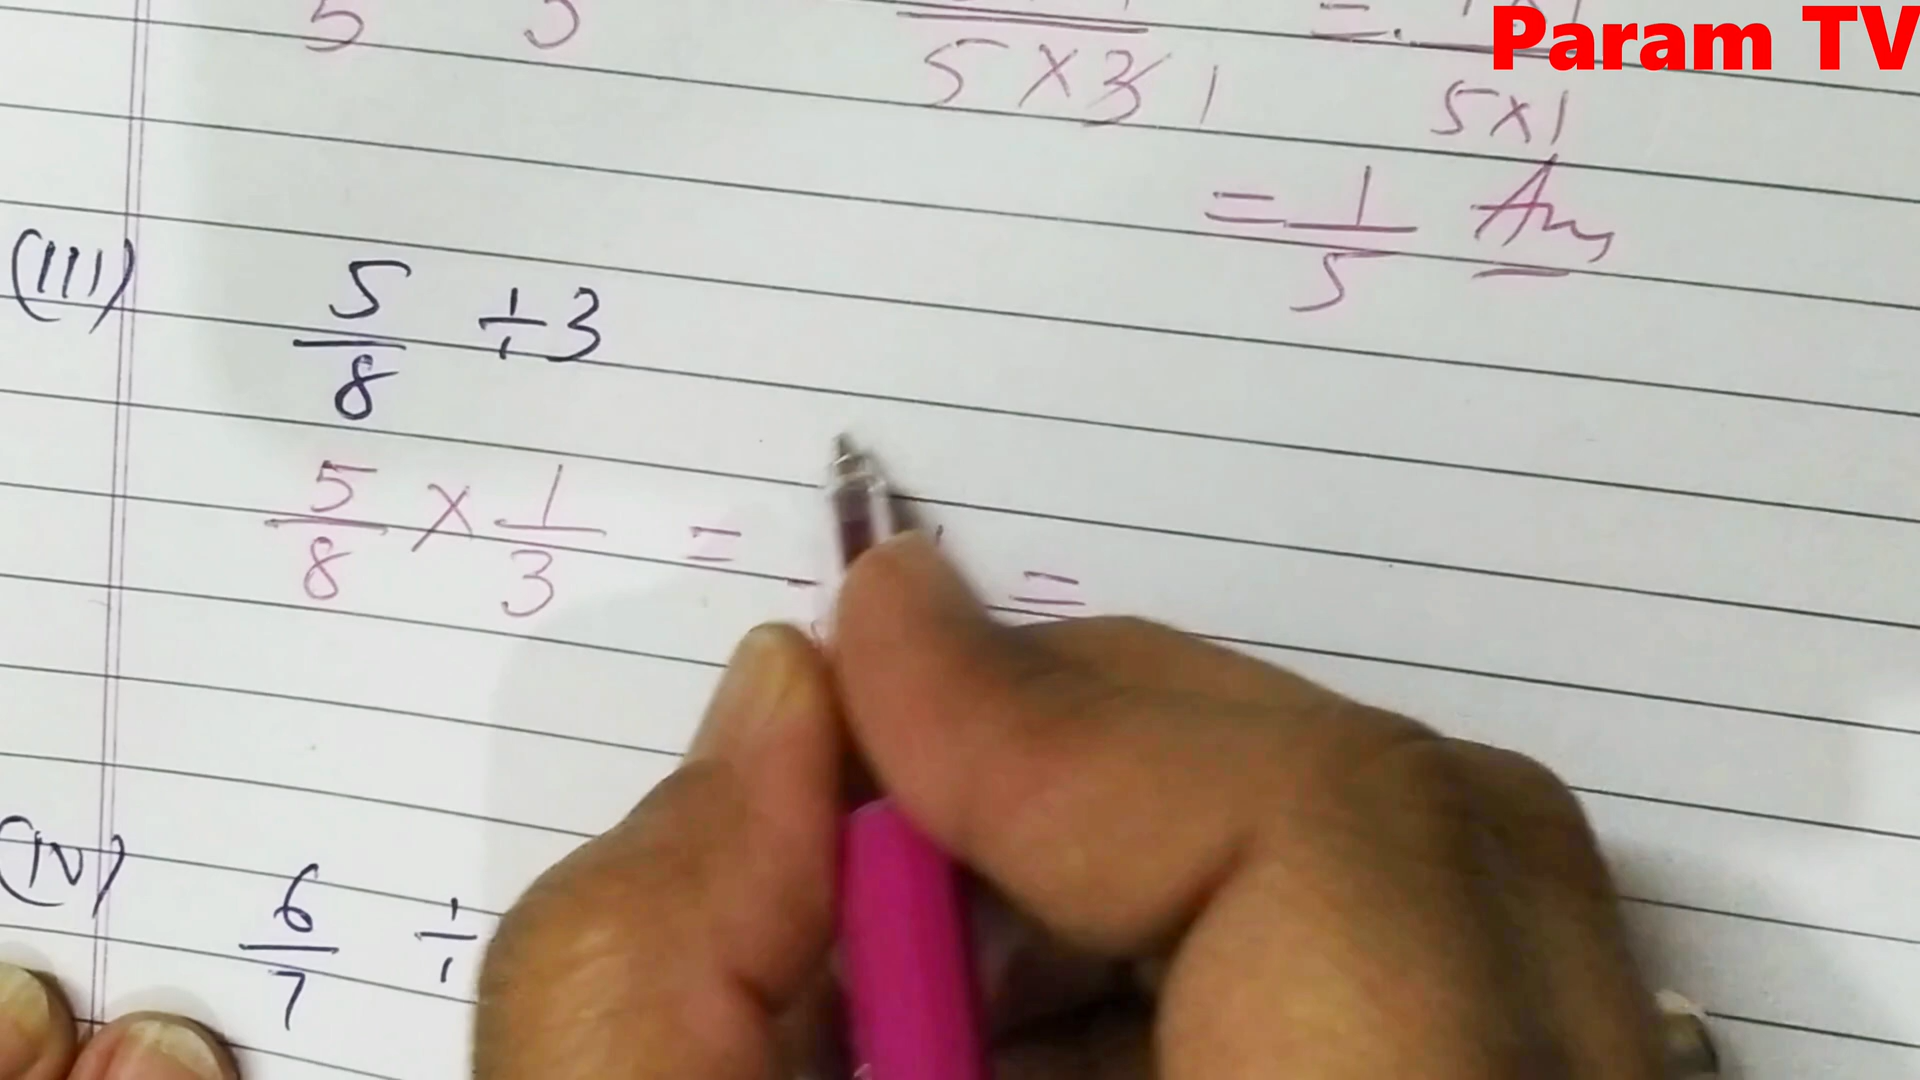 Param TV
5 × 3 1
5×1
= 1/5 Ans
(III) 5/8 ÷ 3
5/8 × 1/3 = =
(IV) 6/7 ÷